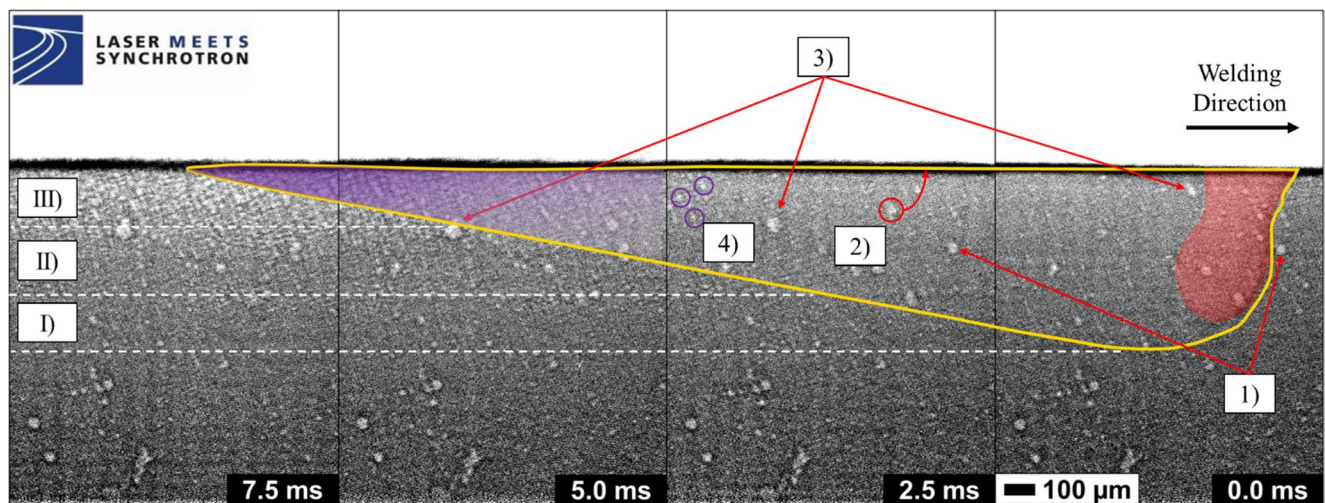 LASER MEETS
SYNCHROTRON
3)
Welding
Direction
III)
II)
I)
4)
2)
1)
7.5 ms
5.0 ms
2.5 ms
100 μm
0.0 ms